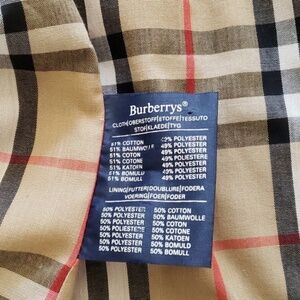 Burberrys®
CLOTH|OBERSTOFF|ETOFFE|TESSUTO
STOF|KLAEDE|TYG
51% COTTON 49% POLYESTER
51% BAUMWOLLE 49% POLYESTER
51% COTON 49% POLYESTER
51% COTONE 49% POLIESTERE
51% KATOEN 49% POLYESTER
51% BOMULD 49% POLYESTER
51% BOMULL 49% POLYESTER
LINING|FUTTER|DOUBLURE|FODERA
VOERING|FOER|FODER
50% POLYESTER 50% COTTON
50% POLYESTER 50% BAUMWOLLE
50% POLYESTER 50% COTON
50% POLIESTERE 50% COTONE
50% POLYESTER 50% KATOEN
50% POLYESTER 50% BOMULD
50% POLYESTER 50% BOMULL